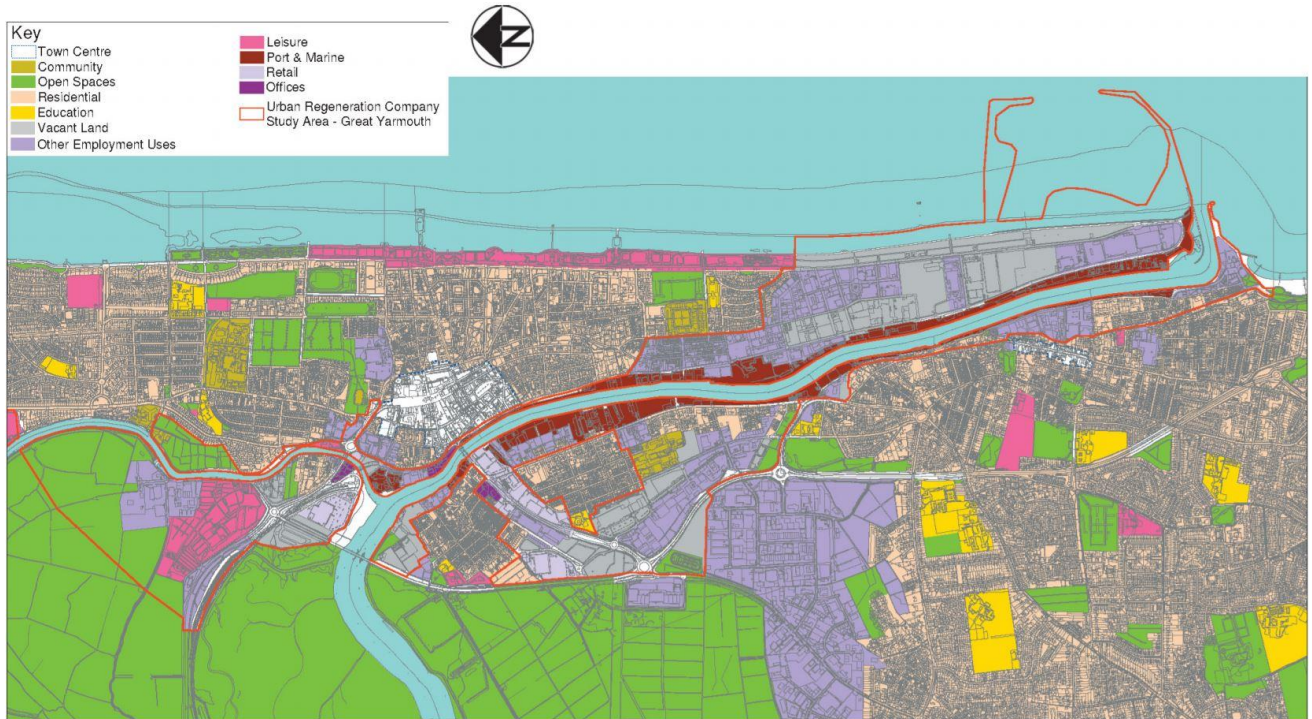 Key
Town Centre
Community
Open Spaces
Residential
Education
Vacant Land
Other Employment Uses
Leisure
Port & Marine
Retail
Offices
Urban Regeneration Company
Study Area - Great Yarmouth
N